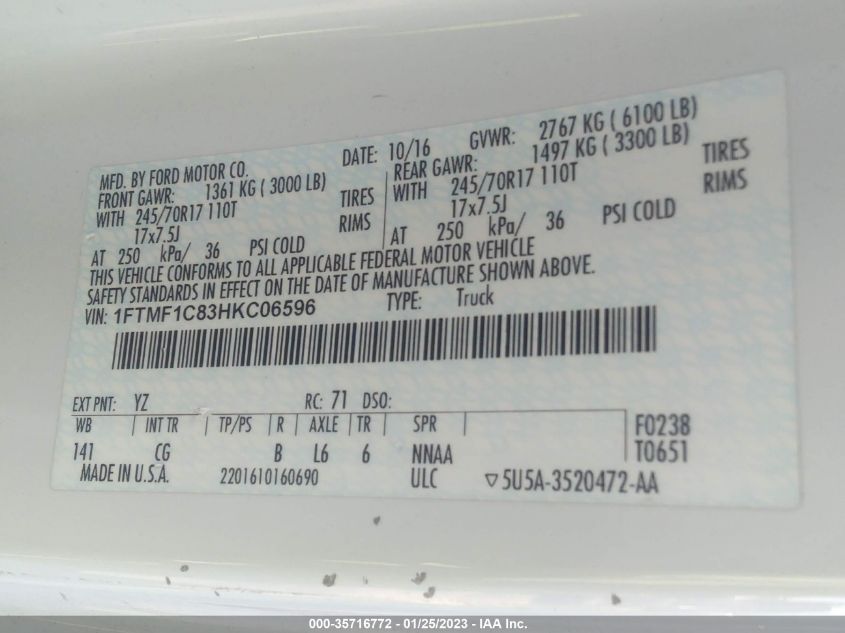 MFD. BY FORD MOTOR CO. DATE: 10/16 GVWR: 2767 KG ( 6100 LB)
FRONT GAWR: 1361 KG ( 3000 LB) REAR GAWR: 1497 KG ( 3300 LB)
WITH 245/70R17 110T TIRES WITH 245/70R17 110T TIRES
17x7.5J RIMS 17x7.5J RIMS
AT 250 kPa/ 36 PSI COLD AT 250 kPa/ 36 PSI COLD
THIS VEHICLE CONFORMS TO ALL APPLICABLE FEDERAL MOTOR VEHICLE
SAFETY STANDARDS IN EFFECT ON THE DATE OF MANUFACTURE SHOWN ABOVE.
VIN: 1FTMF1C83HKC06596 TYPE: Truck
EXT PNT: YZ RC: 71 DSO:
WB INT TR TP/PS R AXLE TR SPR F0238
141 CG B L6 6 NNAA T0651
MADE IN U.S.A. 2201610160690 ULC ▽5U5A-3520472-AA
000-35716772 - 01/25/2023 - IAA Inc.